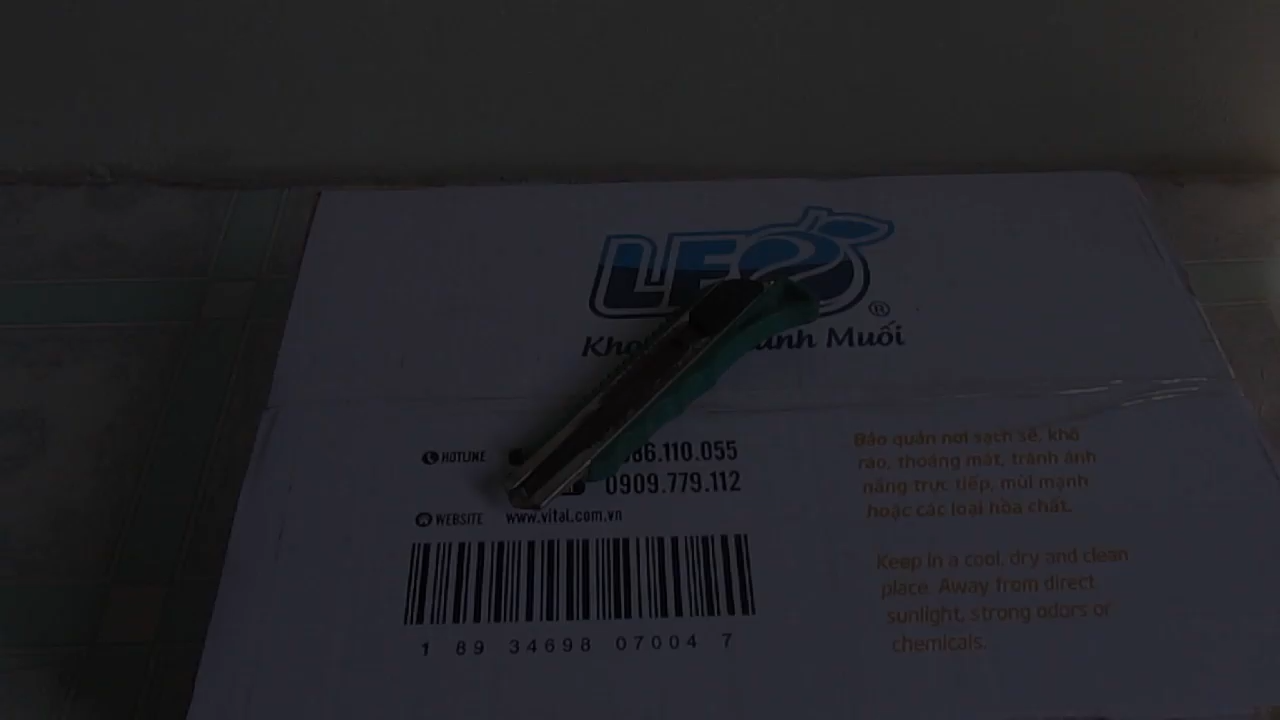 LEO
®
Muối
HOTLINE
86.110.055
0909.779.112
WEBSITE www.vital.com.vn
1 89 34698 07004 7
Bảo quản nơi sạch sẽ, khô
ráo, thoáng mát, tránh ánh
nắng trực tiếp, mùi mạnh
hoặc các loại hóa chất.
Keep in a cool, dry and clean
place. Away from direct
sunlight, strong odors or
chemicals.